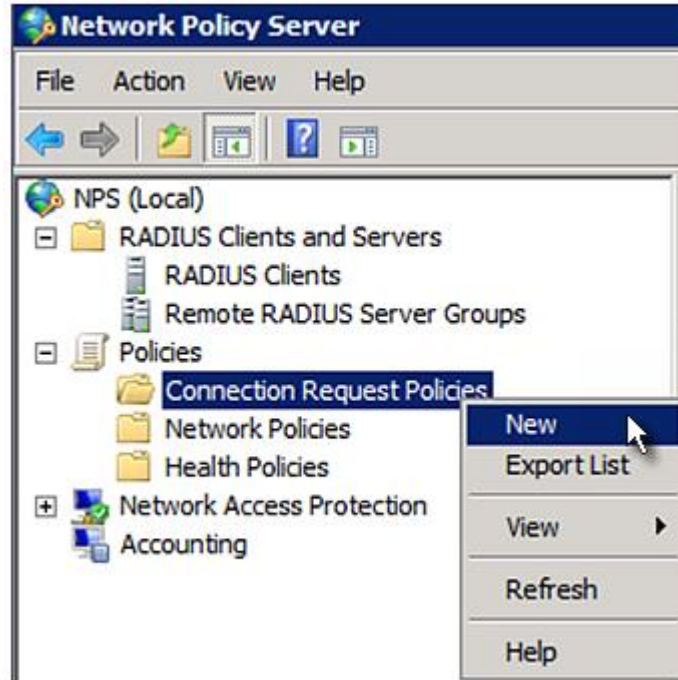 Network Policy Server
File Action View Help
NPS (Local)
RADIUS Clients and Servers
RADIUS Clients
Remote RADIUS Server Groups
Policies
Connection Request Policies
Network Policies
Health Policies
Network Access Protection
Accounting
New
Export List
View
Refresh
Help